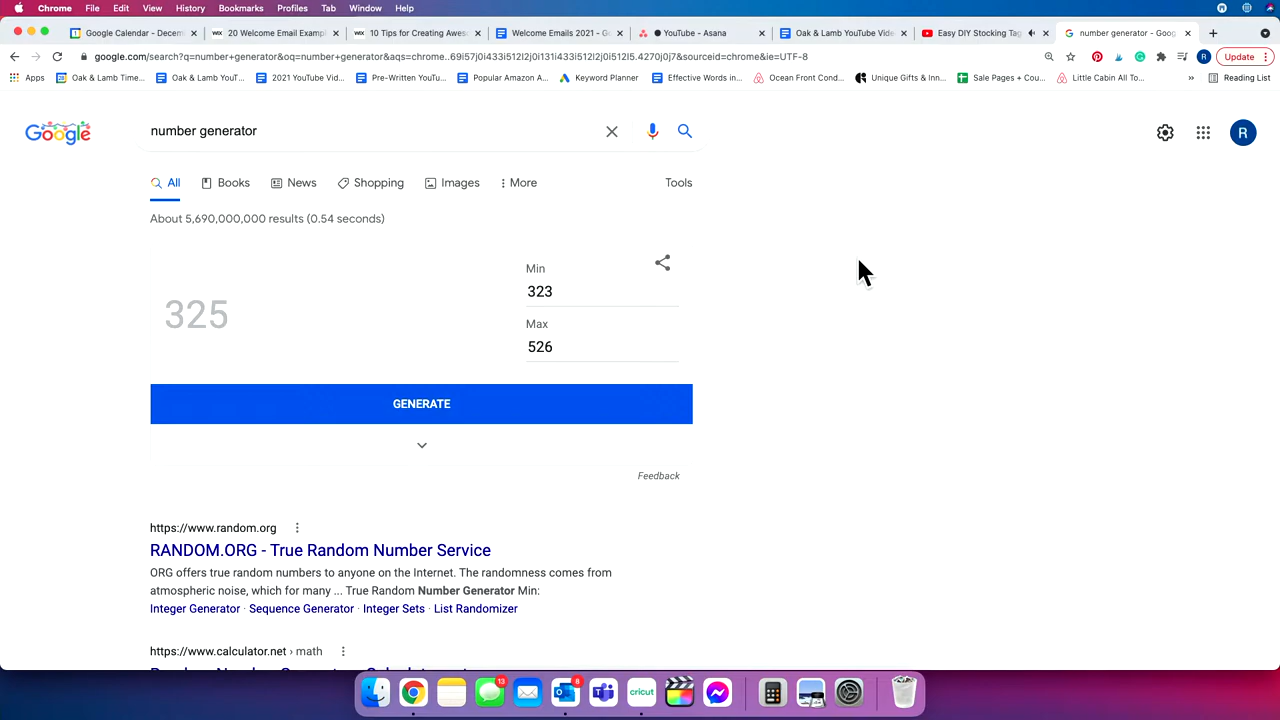 Chrome File Edit View History Bookmarks Profiles Tab Window Help
Google Calendar - Decem
20 Welcome Email Exampl
10 Tips for Creating Aweso
Welcome Emails 2021 - Go
YouTube - Asana
Oak & Lamb YouTube Vide
Easy DIY Stocking Tag
number generator - Goog
google.com/search?q=number+generator&oq=number+generator&aqs=chrome..69i57j0i433i512l2j0i131i433i512l2j0i512l5.4270j0j7&sourceid=chrome&ie=UTF-8
Update
Apps Oak & Lamb Time... Oak & Lamb YouT... 2021 YouTube Vid... Pre-Written YouT... Popular Amazon A... Keyword Planner Effective Words in... Ocean Front Cond... Unique Gifts & Inn... Sale Pages + Cou... Little Cabin All To... » Reading List
Google
number generator
R
All Books News Shopping Images More Tools
About 5,690,000,000 results (0.54 seconds)
325
Min
323
Max
526
GENERATE
Feedback
https://www.random.org
RANDOM.ORG - True Random Number Service
ORG offers true random numbers to anyone on the Internet. The randomness comes from
atmospheric noise, which for many ... True Random Number Generator Min:
Integer Generator · Sequence Generator · Integer Sets · List Randomizer
https://www.calculator.net › math
13
8
cricut